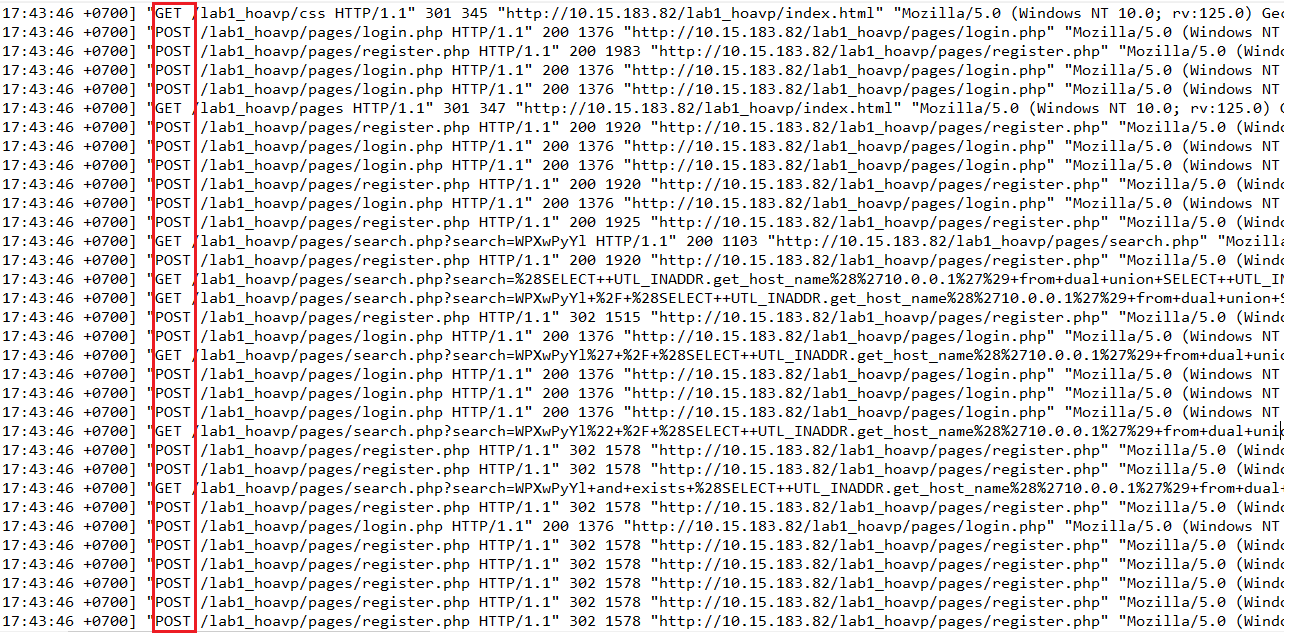 17:43:46 +0700] "GET /lab1_hoavp/css HTTP/1.1" 301 345 "http://10.15.183.82/lab1_hoavp/index.html" "Mozilla/5.0 (Windows NT 10.0; rv:125.0) Gec
17:43:46 +0700] "POST /lab1_hoavp/pages/login.php HTTP/1.1" 200 1376 "http://10.15.183.82/lab1_hoavp/pages/login.php" "Mozilla/5.0 (Windows NT
17:43:46 +0700] "POST /lab1_hoavp/pages/register.php HTTP/1.1" 200 1983 "http://10.15.183.82/lab1_hoavp/pages/register.php" "Mozilla/5.0 (Wind
17:43:46 +0700] "POST /lab1_hoavp/pages/login.php HTTP/1.1" 200 1376 "http://10.15.183.82/lab1_hoavp/pages/login.php" "Mozilla/5.0 (Windows NT
17:43:46 +0700] "POST /lab1_hoavp/pages/login.php HTTP/1.1" 200 1376 "http://10.15.183.82/lab1_hoavp/pages/login.php" "Mozilla/5.0 (Windows NT
17:43:46 +0700] "GET /lab1_hoavp/pages HTTP/1.1" 301 347 "http://10.15.183.82/lab1_hoavp/index.html" "Mozilla/5.0 (Windows NT 10.0; rv:125.0) G
17:43:46 +0700] "POST /lab1_hoavp/pages/register.php HTTP/1.1" 200 1920 "http://10.15.183.82/lab1_hoavp/pages/register.php" "Mozilla/5.0 (Wind
17:43:46 +0700] "POST /lab1_hoavp/pages/login.php HTTP/1.1" 200 1376 "http://10.15.183.82/lab1_hoavp/pages/login.php" "Mozilla/5.0 (Windows NT
17:43:46 +0700] "POST /lab1_hoavp/pages/login.php HTTP/1.1" 200 1376 "http://10.15.183.82/lab1_hoavp/pages/login.php" "Mozilla/5.0 (Windows NT
17:43:46 +0700] "POST /lab1_hoavp/pages/register.php HTTP/1.1" 200 1920 "http://10.15.183.82/lab1_hoavp/pages/register.php" "Mozilla/5.0 (Wind
17:43:46 +0700] "POST /lab1_hoavp/pages/login.php HTTP/1.1" 200 1376 "http://10.15.183.82/lab1_hoavp/pages/login.php" "Mozilla/5.0 (Windows NT
17:43:46 +0700] "POST /lab1_hoavp/pages/register.php HTTP/1.1" 200 1925 "http://10.15.183.82/lab1_hoavp/pages/register.php" "Mozilla/5.0 (Wind
17:43:46 +0700] "GET /lab1_hoavp/pages/search.php?search=WPXwPyYl HTTP/1.1" 200 1103 "http://10.15.183.82/lab1_hoavp/pages/search.php" "Mozill
17:43:46 +0700] "POST /lab1_hoavp/pages/register.php HTTP/1.1" 200 1920 "http://10.15.183.82/lab1_hoavp/pages/register.php" "Mozilla/5.0 (Wind
17:43:46 +0700] "GET /lab1_hoavp/pages/search.php?search=%28SELECT++UTL_INADDR.get_host_name%28%2710.0.0.1%27%29+from+dual+union+SELECT++UTL_IN
17:43:46 +0700] "GET /lab1_hoavp/pages/search.php?search=WPXwPyYl+%2F+%28SELECT++UTL_INADDR.get_host_name%28%2710.0.0.1%27%29+from+dual+union+S
17:43:46 +0700] "POST /lab1_hoavp/pages/register.php HTTP/1.1" 302 1515 "http://10.15.183.82/lab1_hoavp/pages/register.php" "Mozilla/5.0 (Wind
17:43:46 +0700] "POST /lab1_hoavp/pages/login.php HTTP/1.1" 200 1376 "http://10.15.183.82/lab1_hoavp/pages/login.php" "Mozilla/5.0 (Windows NT
17:43:46 +0700] "GET /lab1_hoavp/pages/search.php?search=WPXwPyYl%27+%2F+%28SELECT++UTL_INADDR.get_host_name%28%2710.0.0.1%27%29+from+dual+unio
17:43:46 +0700] "POST /lab1_hoavp/pages/login.php HTTP/1.1" 200 1376 "http://10.15.183.82/lab1_hoavp/pages/login.php" "Mozilla/5.0 (Windows NT
17:43:46 +0700] "POST /lab1_hoavp/pages/login.php HTTP/1.1" 200 1376 "http://10.15.183.82/lab1_hoavp/pages/login.php" "Mozilla/5.0 (Windows NT
17:43:46 +0700] "POST /lab1_hoavp/pages/login.php HTTP/1.1" 200 1376 "http://10.15.183.82/lab1_hoavp/pages/login.php" "Mozilla/5.0 (Windows NT
17:43:46 +0700] "GET /lab1_hoavp/pages/search.php?search=WPXwPyYl%22+%2F+%28SELECT++UTL_INADDR.get_host_name%28%2710.0.0.1%27%29+from+dual+unio
17:43:46 +0700] "POST /lab1_hoavp/pages/register.php HTTP/1.1" 302 1578 "http://10.15.183.82/lab1_hoavp/pages/register.php" "Mozilla/5.0 (Wind
17:43:46 +0700] "POST /lab1_hoavp/pages/register.php HTTP/1.1" 302 1578 "http://10.15.183.82/lab1_hoavp/pages/register.php" "Mozilla/5.0 (Wind
17:43:46 +0700] "GET /lab1_hoavp/pages/search.php?search=WPXwPyYl+and+exists+%28SELECT++UTL_INADDR.get_host_name%28%2710.0.0.1%27%29+from+dual+
17:43:46 +0700] "POST /lab1_hoavp/pages/register.php HTTP/1.1" 302 1578 "http://10.15.183.82/lab1_hoavp/pages/register.php" "Mozilla/5.0 (Wind
17:43:46 +0700] "POST /lab1_hoavp/pages/login.php HTTP/1.1" 200 1376 "http://10.15.183.82/lab1_hoavp/pages/login.php" "Mozilla/5.0 (Windows NT
17:43:46 +0700] "POST /lab1_hoavp/pages/register.php HTTP/1.1" 302 1578 "http://10.15.183.82/lab1_hoavp/pages/register.php" "Mozilla/5.0 (Wind
17:43:46 +0700] "POST /lab1_hoavp/pages/register.php HTTP/1.1" 302 1578 "http://10.15.183.82/lab1_hoavp/pages/register.php" "Mozilla/5.0 (Wind
17:43:46 +0700] "POST /lab1_hoavp/pages/register.php HTTP/1.1" 302 1578 "http://10.15.183.82/lab1_hoavp/pages/register.php" "Mozilla/5.0 (Wind
17:43:46 +0700] "POST /lab1_hoavp/pages/register.php HTTP/1.1" 302 1578 "http://10.15.183.82/lab1_hoavp/pages/register.php" "Mozilla/5.0 (Wind
17:43:46 +0700] "POST /lab1_hoavp/pages/register.php HTTP/1.1" 302 1578 "http://10.15.183.82/lab1_hoavp/pages/register.php" "Mozilla/5.0 (Wind